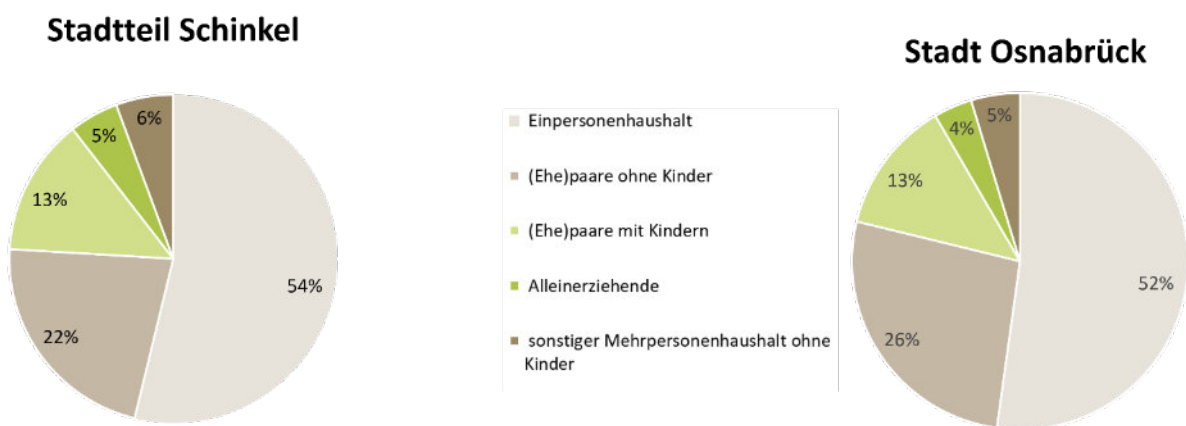 Stadtteil Schinkel
6%
5%
13%
54%
22%
Einpersonenhaushalt
(Ehe)paare ohne Kinder
(Ehe)paare mit Kindern
Alleinerziehende
sonstiger Mehrpersonenhaushalt ohne
Kinder
Stadt Osnabrück
5%
4%
13%
52%
26%